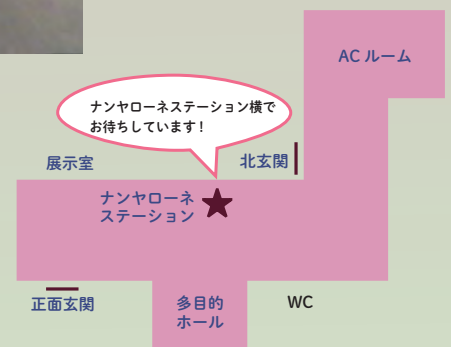 AC ルーム
ナンヤローネステーション横で
お待ちしています！
展示室
北玄関
ナンヤローネ
ステーション
正面玄関
多目的
ホール
WC